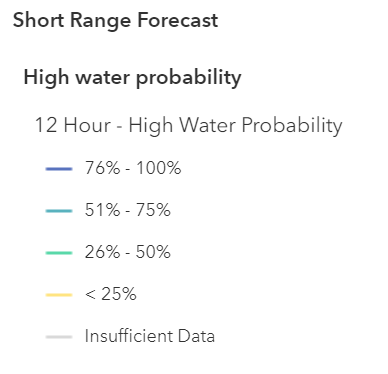 Short Range Forecast
High water probability
12 Hour - High Water Probability
76% - 100%
51% - 75%
26% - 50%
< 25%
Insufficient Data